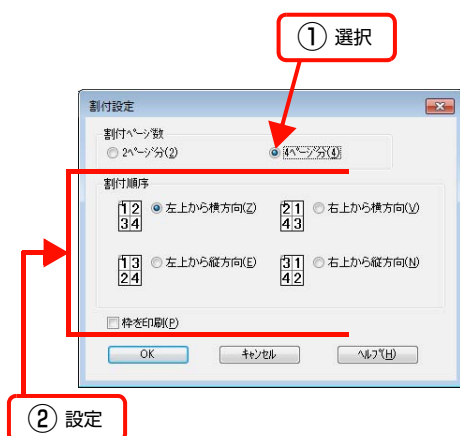 ① 選択
割付設定
割付ページ数
2ページ分(2)
4ページ分(4)
割付順序
12
34
左上から横方向(Z)
21
43
右上から横方向(V)
13
24
左上から縦方向(E)
31
42
右上から縦方向(N)
枠を印刷(P)
OK
キャンセル
ヘルプ(H)
② 設定